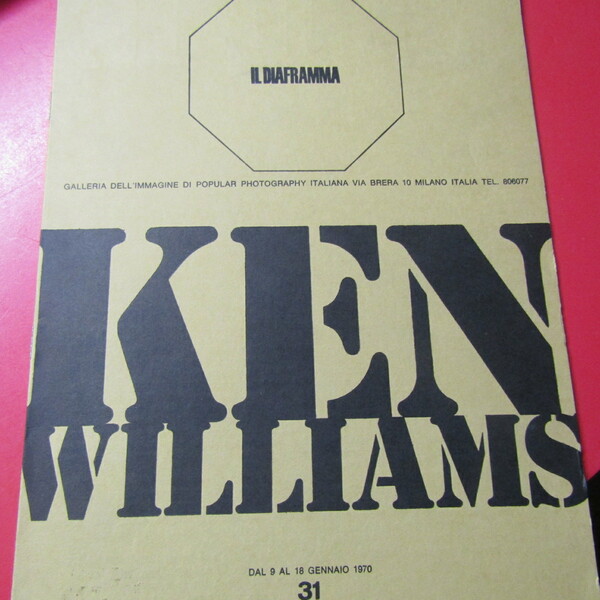 IL DIAFRAMMA
GALLERIA DELL'IMMAGINE DI POPULAR PHOTOGRAPHY ITALIANA VIA BRERA 10 MILANO ITALIA TEL. 806077
KEN
WILLIAMS
DAL 9 AL 16 GENNAIO 1970
31